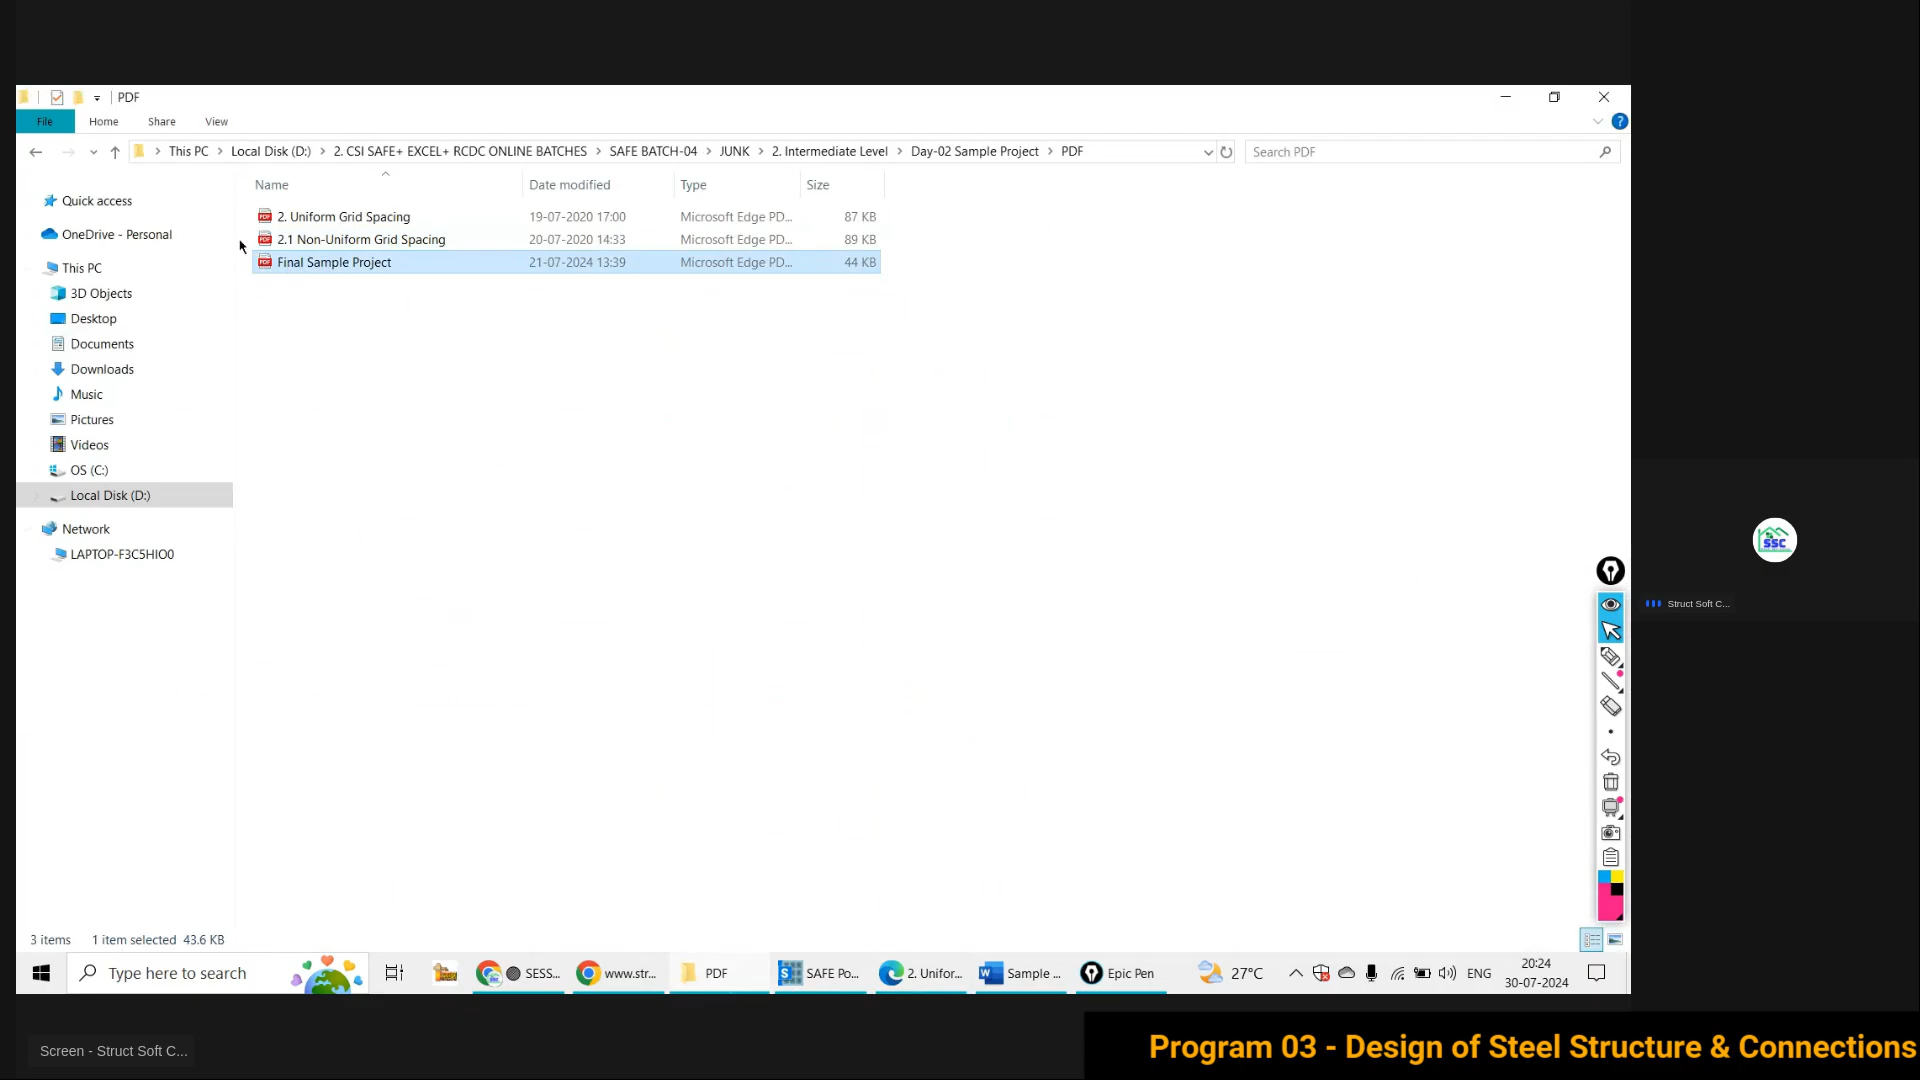 PDF
File Home Share View
This PC Local Disk (D:) 2. CSI SAFE+ EXCEL+ RCDC ONLINE BATCHES SAFE BATCH-04 JUNK 2. Intermediate Level Day-02 Sample Project PDF
Search PDF
Name Date modified Type Size
2. Uniform Grid Spacing 19-07-2020 17:00 Microsoft Edge PD... 87 KB
2.1 Non-Uniform Grid Spacing 20-07-2020 14:33 Microsoft Edge PD... 89 KB
Final Sample Project 21-07-2024 13:39 Microsoft Edge PD... 44 KB
Quick access
OneDrive - Personal
This PC
3D Objects
Desktop
Documents
Downloads
Music
Pictures
Videos
OS (C:)
Local Disk (D:)
Network
LAPTOP-F3C5HIO0
SSC
Struct Soft C...
3 items 1 item selected 43.6 KB
Type here to search
SESS...
www.str...
PDF
SAFE Po...
2. Unifor...
Sample ...
Epic Pen
27°C
ENG
20:24
30-07-2024
Screen - Struct Soft C...
Program 03 - Design of Steel Structure & Connections